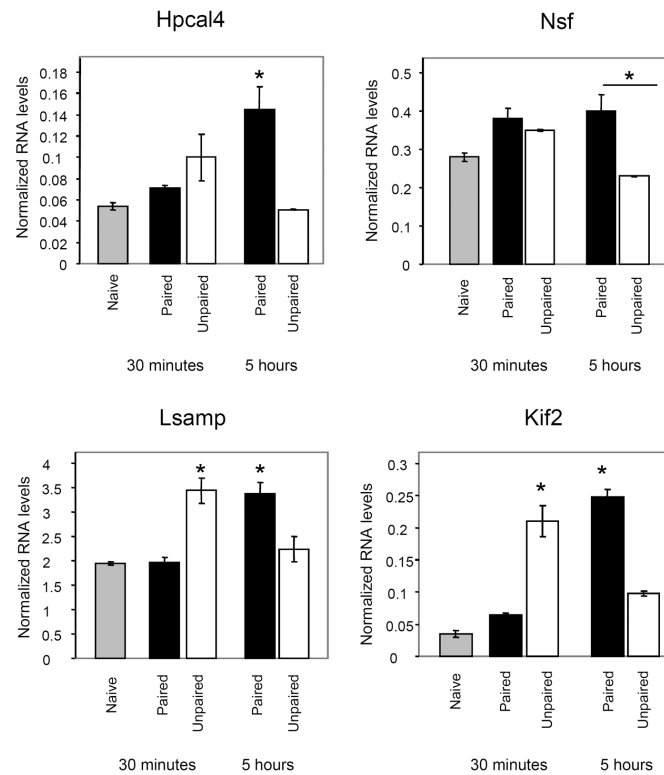 Hpcal4
Normalized RNA levels
0.18
0.16
0.14
0.12
0.1
0.08
0.06
0.04
0.02
0
*
Naive
Paired
Unpaired
Paired
Unpaired
30 minutes
5 hours
Nsf
Normalized RNA levels
0.5
0.4
0.3
0.2
0.1
0
*
Naive
Paired
Unpaired
Paired
Unpaired
30 minutes
5 hours
Lsamp
Normalized RNA levels
4
3.5
3
2.5
2
1.5
1
0.5
0
*
*
Naive
Paired
Unpaired
Paired
Unpaired
30 minutes
5 hours
Kif2
Normalized RNA levels
0.3
0.25
0.2
0.15
0.1
0.05
0
*
*
Naive
Paired
Unpaired
Paired
Unpaired
30 minutes
5 hours